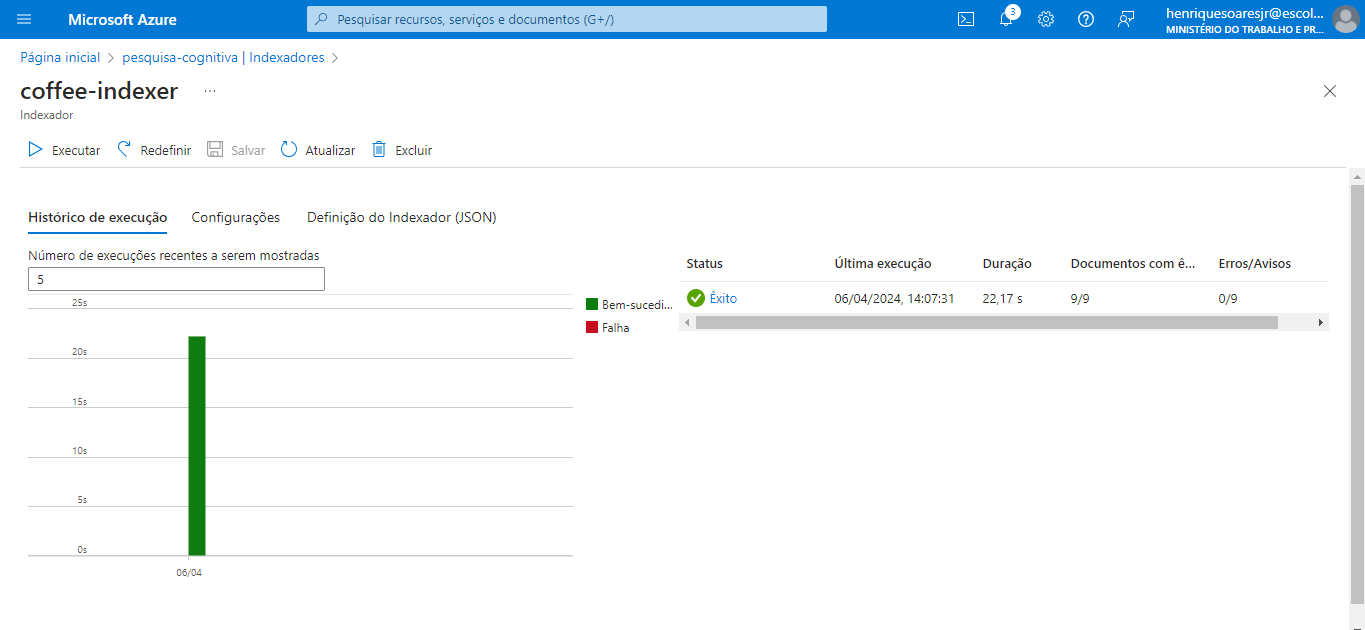 Microsoft Azure
Pesquisar recursos, serviços e documentos (G+/)
3
henriquesoaresjr@escol...
MINISTÉRIO DO TRABALHO E PR...
Página inicial > pesquisa-cognitiva | Indexadores >
coffee-indexer ...
Indexador
Executar Redefinir Salvar Atualizar Excluir
Histórico de execução Configurações Definição do Indexador (JSON)
Número de execuções recentes a serem mostradas
5
25s
20s
15s
10s
5s
0s
06/04
Bem-sucedi...
Falha
Status Última execução Duração Documentos com ê... Erros/Avisos
Êxito 06/04/2024, 14:07:31 22,17 s 9/9 0/9